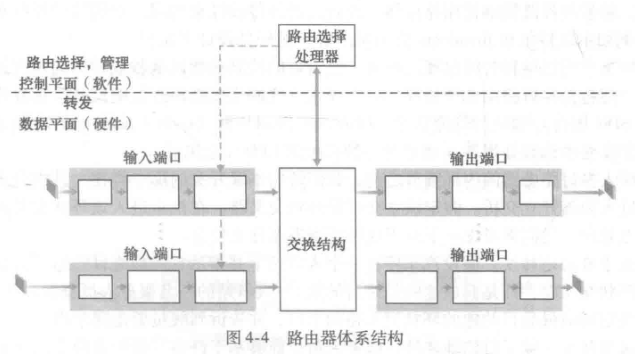 路由选择
处理器
路由选择，管理
控制平面（软件）
转发
数据平面（硬件）
输入端口
输出端口
交换结构
输入端口
输出端口
图4-4 路由器体系结构